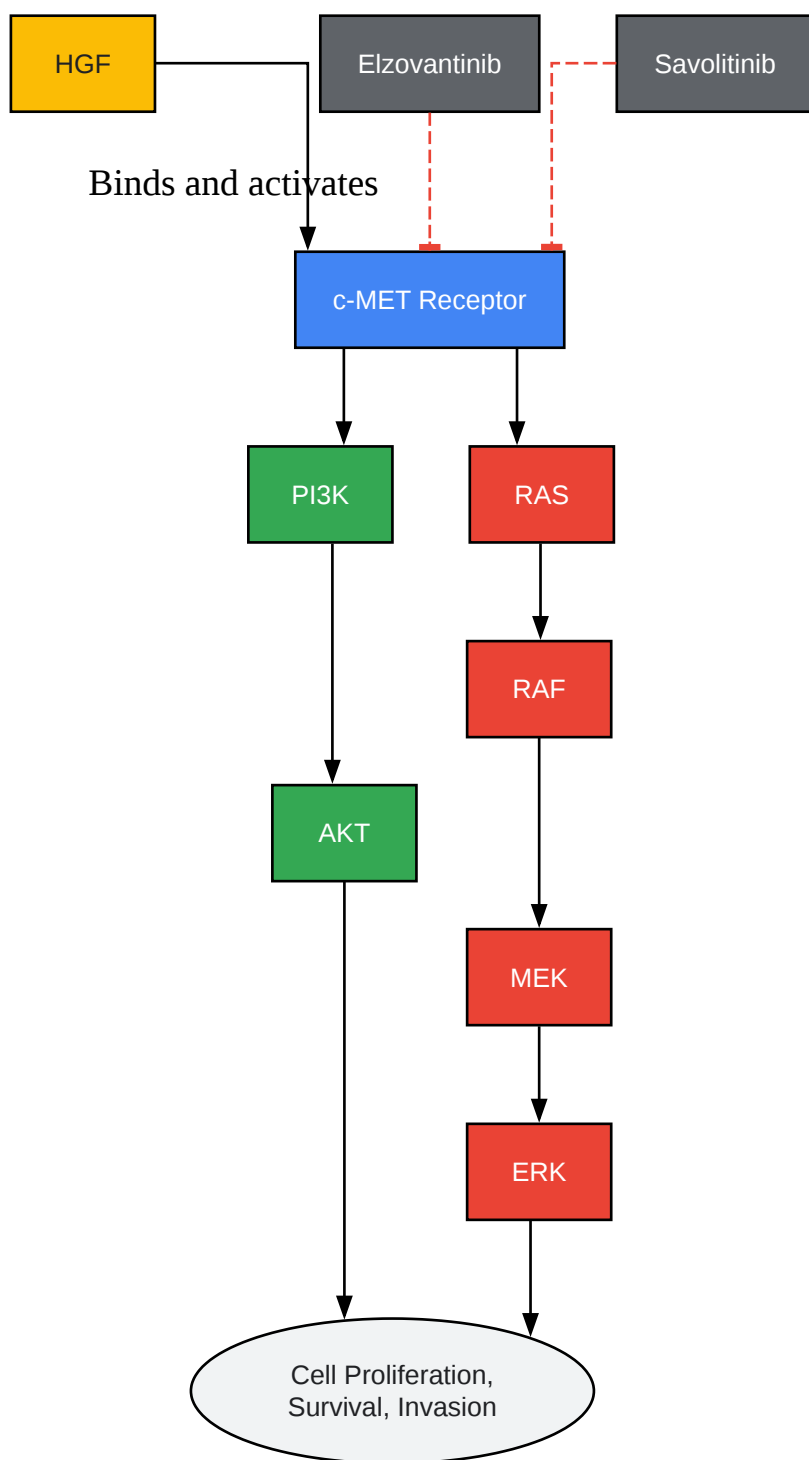 HGF
Elzovantinib
Savolitinib
Binds and activates
c-MET Receptor
PI3K
RAS
RAF
AKT
MEK
ERK
Cell Proliferation,
Survival, Invasion